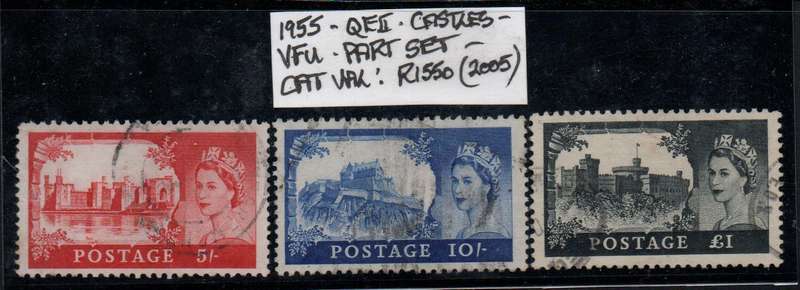 1955 - QEII · CASTLES -
VFU · PART SET -
CAT VAL: R1550 (2005)
POSTAGE 5/-
POSTAGE 10/-
POSTAGE £1